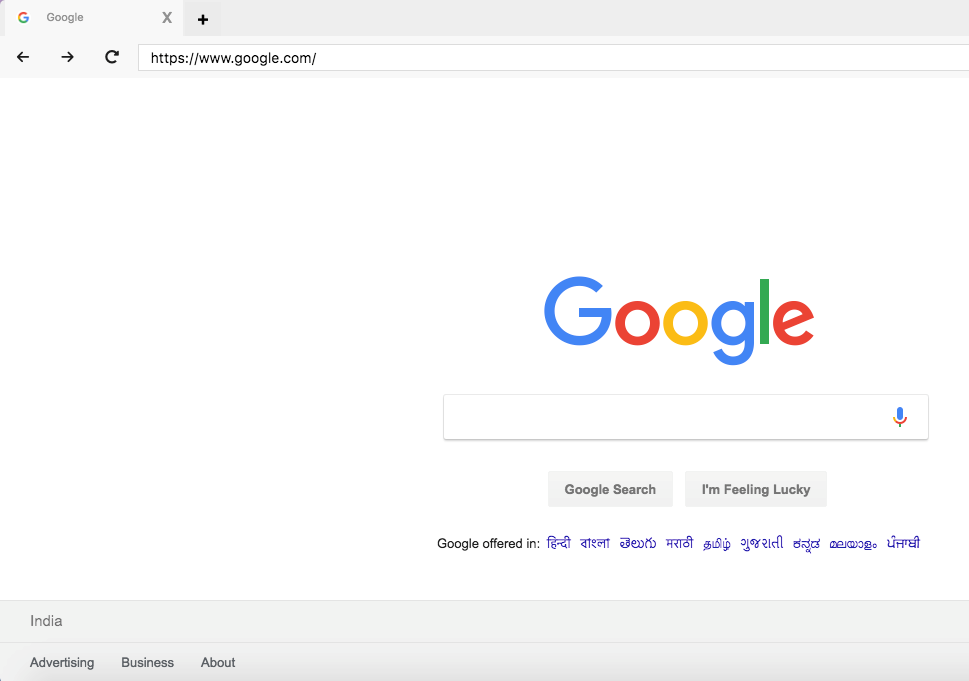 Google X +
https://www.google.com/
Google
Google Search I'm Feeling Lucky
Google offered in: हिन्दी বাংলা తెలుగు मराठी தமிழ் ગુજરાતી ಕನ್ನಡ മലയാളം ਪੰਜਾਬੀ
India
Advertising Business About